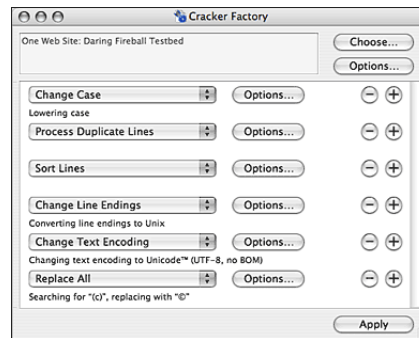 Cracker Factory
One Web Site: Daring Fireball Testbed
Choose...
Options...
Change Case Options...
Lowering case
Process Duplicate Lines Options...
Sort Lines Options...
Change Line Endings Options...
Converting line endings to Unix
Change Text Encoding Options...
Changing text encoding to Unicode™ (UTF-8, no BOM)
Replace All Options...
Searching for "(c)", replacing with "©"
Apply